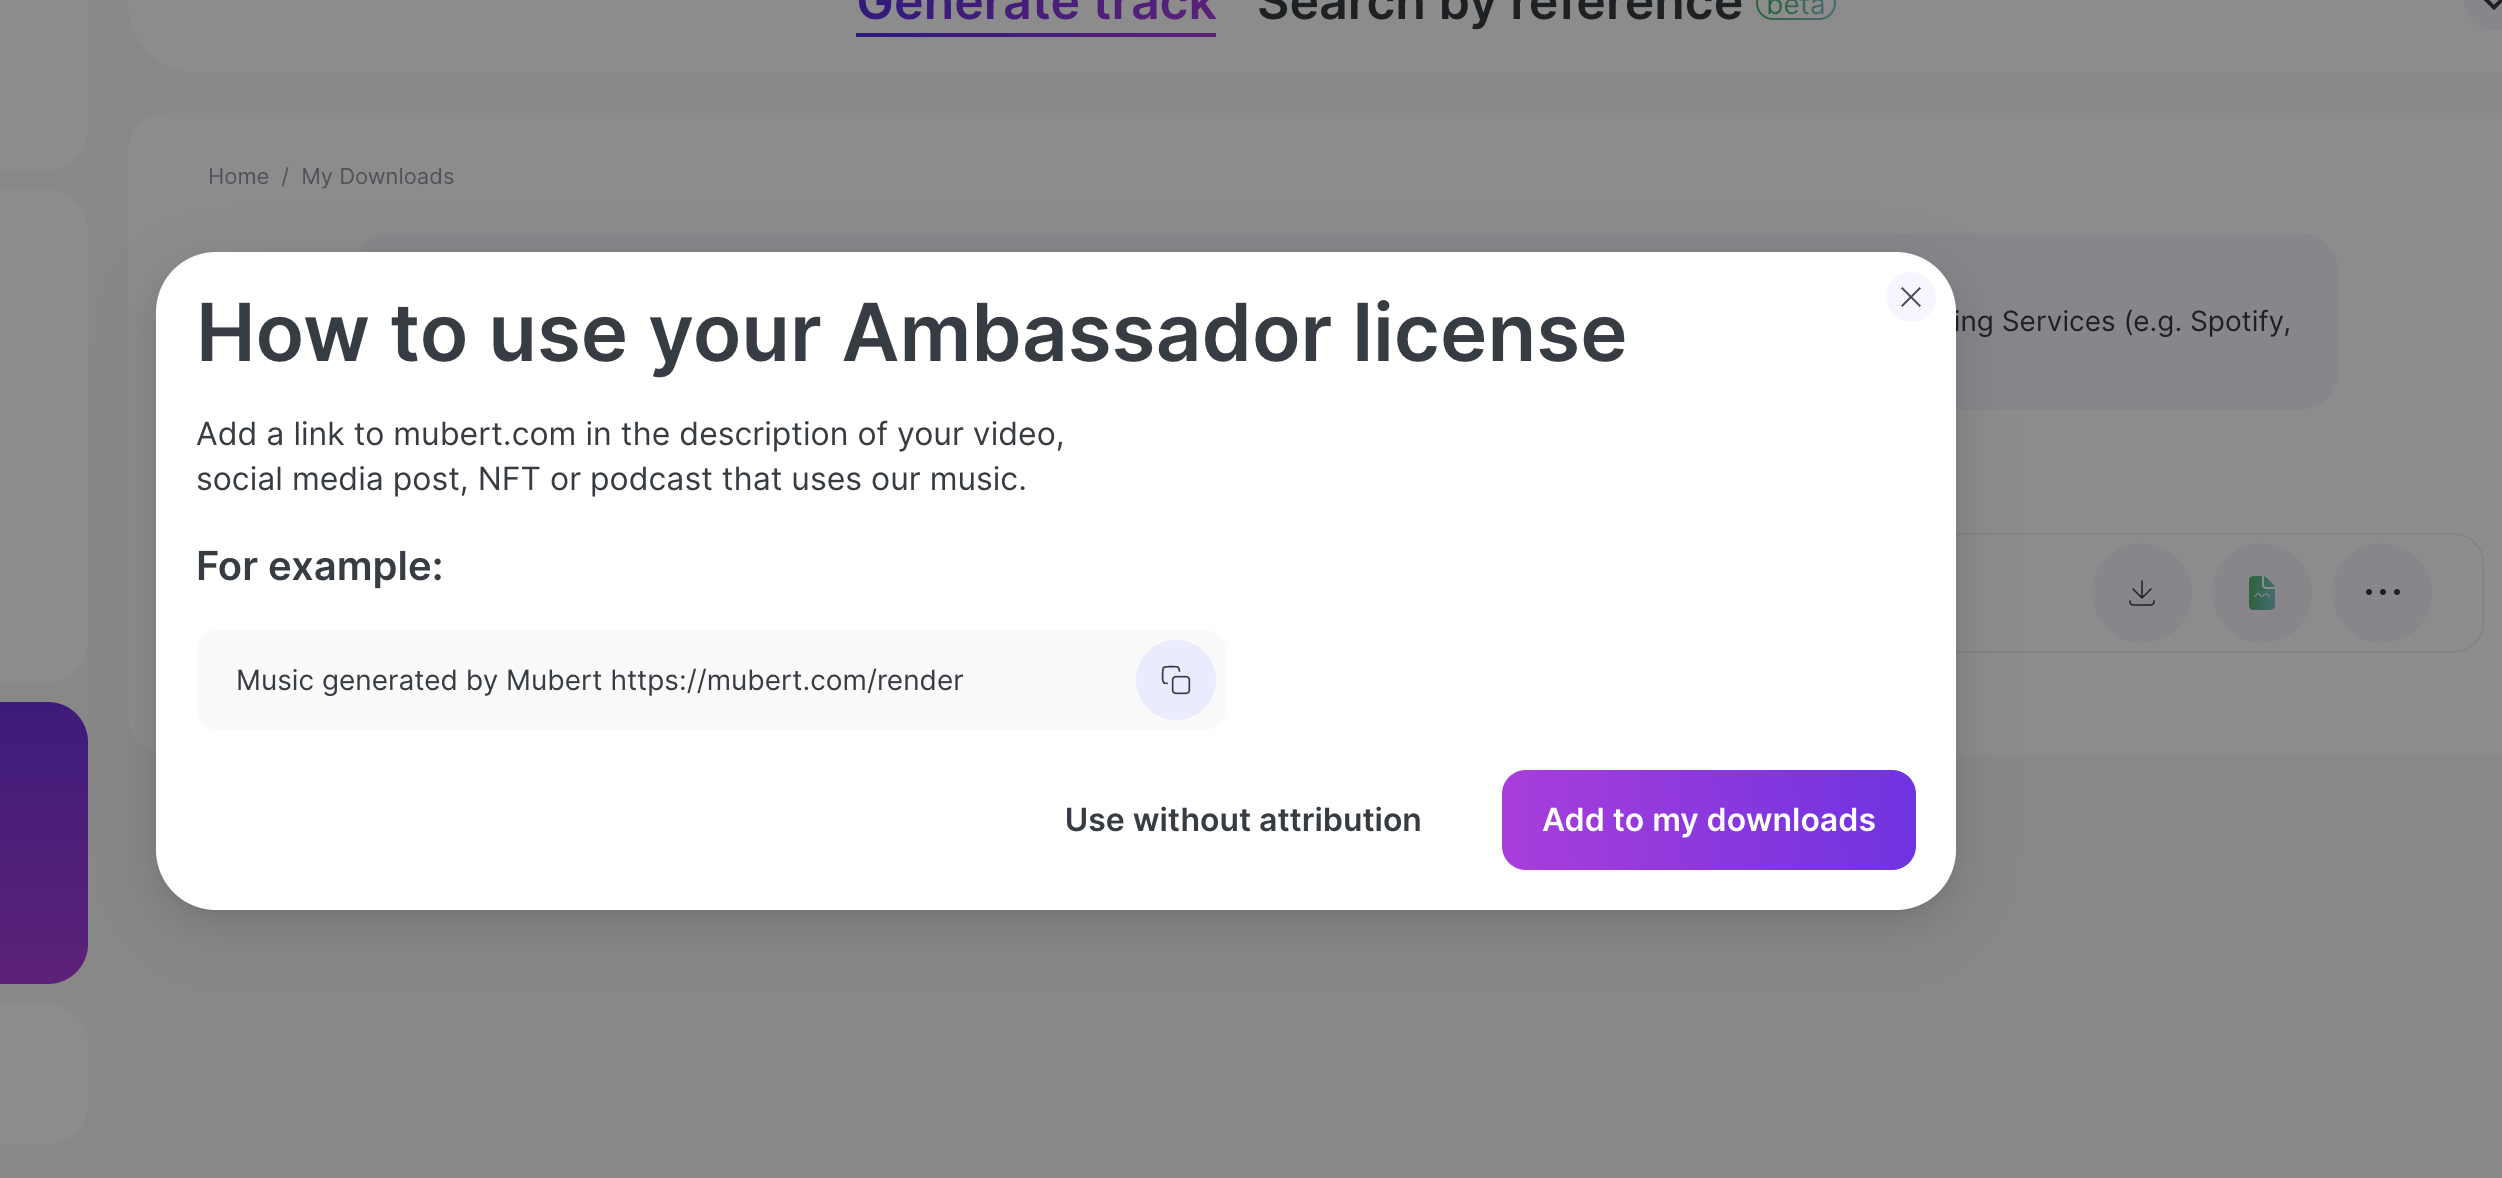 Generate track Search by reference beta
Home / My Downloads
How to use your Ambassador license
ing Services (e.g. Spotify,
Add a link to mubert.com in the description of your video,
social media post, NFT or podcast that uses our music.
For example:
Music generated by Mubert https://mubert.com/render
Use without attribution
Add to my downloads